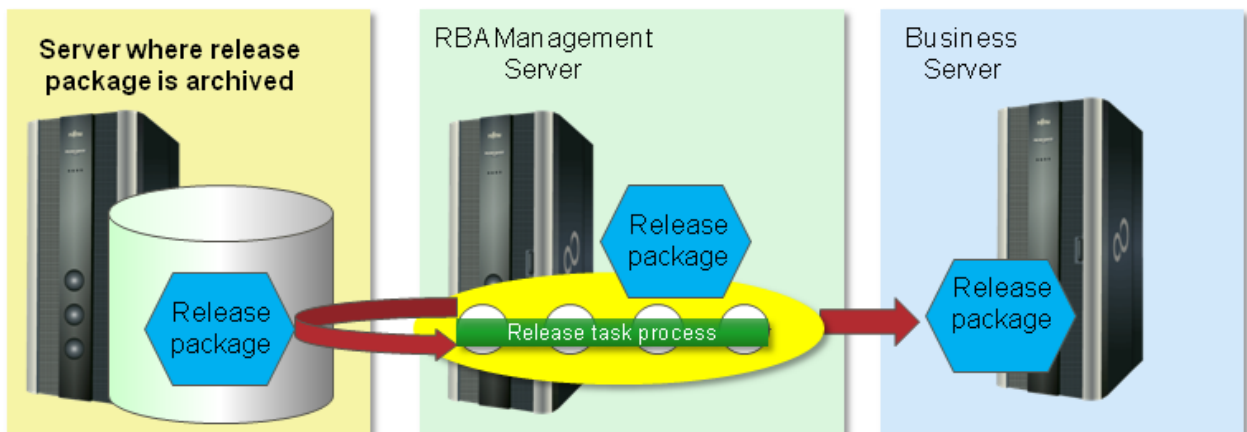 Server where release
package is archived
RBA Management
Server
Business
Server
Release
package
Release
package
Release task process
Release
package